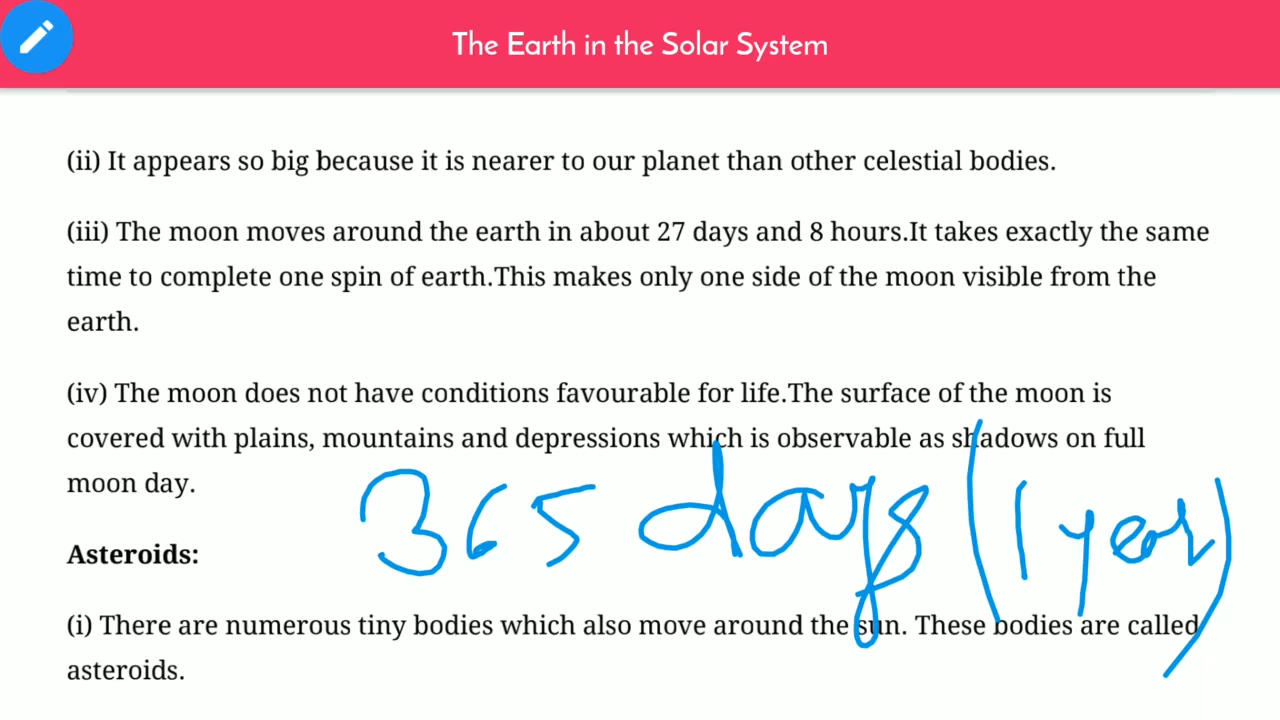 The Earth in the Solar System
(ii) It appears so big because it is nearer to our planet than other celestial bodies.
(iii) The moon moves around the earth in about 27 days and 8 hours.It takes exactly the same
time to complete one spin of earth.This makes only one side of the moon visible from the
earth.
(iv) The moon does not have conditions favourable for life.The surface of the moon is
covered with plains, mountains and depressions which is observable as shadows on full
moon day.
365 days (1 year)
Asteroids:
(i) There are numerous tiny bodies which also move around the sun. These bodies are called
asteroids.